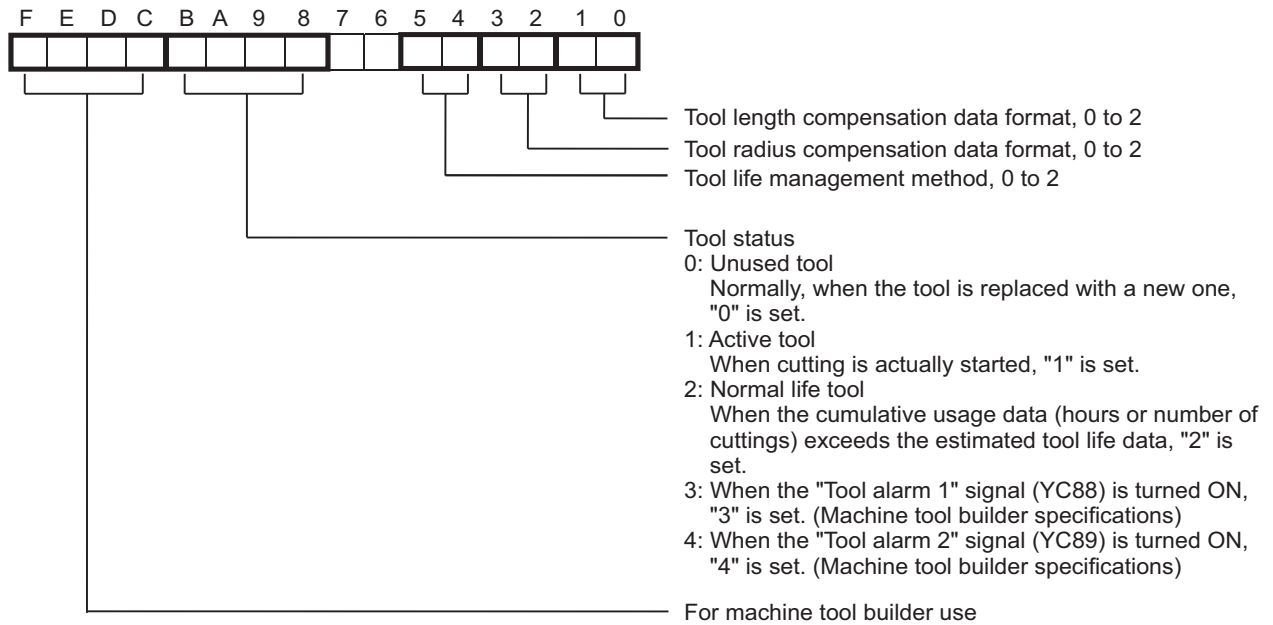 F E D C B A 9 8 7 6 5 4 3 2 1 0
Tool length compensation data format, 0 to 2
Tool radius compensation data format, 0 to 2
Tool life management method, 0 to 2
Tool status
0: Unused tool
Normally, when the tool is replaced with a new one,
"0" is set.
1: Active tool
When cutting is actually started, "1" is set.
2: Normal life tool
When the cumulative usage data (hours or number of
cuttings) exceeds the estimated tool life data, "2" is
set.
3: When the "Tool alarm 1" signal (YC88) is turned ON,
"3" is set. (Machine tool builder specifications)
4: When the "Tool alarm 2" signal (YC89) is turned ON,
"4" is set. (Machine tool builder specifications)
For machine tool builder use